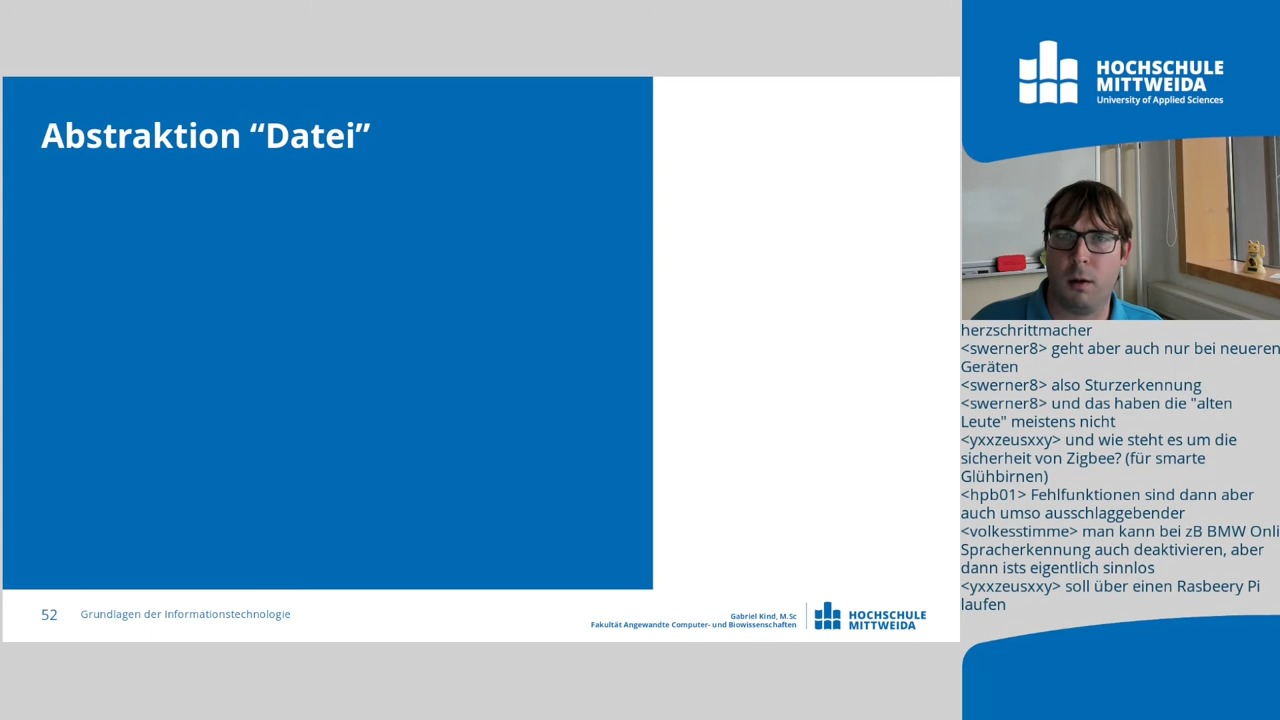 Abstraktion “Datei”
52
Grundlagen der Informationstechnologie
Gabriel Kind, M.Sc
Fakultät Angewandte Computer- und Biowissenschaften
HOCHSCHULE
MITTWEIDA
HOCHSCHULE
MITTWEIDA
University of Applied Sciences
herzschrittmacher
<swerner8> geht aber auch nur bei neueren
Geräten
<swerner8> also Sturzerkennung
<swerner8> und das haben die "alten
Leute" meistens nicht
<yxxzeusxxy> und wie steht es um die
sicherheit von Zigbee? (für smarte
Glühbirnen)
<hpb01> Fehlfunktionen sind dann aber
auch umso ausschlaggebender
<volkesstimme> man kann bei zB BMW Onli
Spracherkennung auch deaktivieren, aber
dann ists eigentlich sinnlos
<yxxzeusxxy> soll über einen Rasbeery Pi
laufen